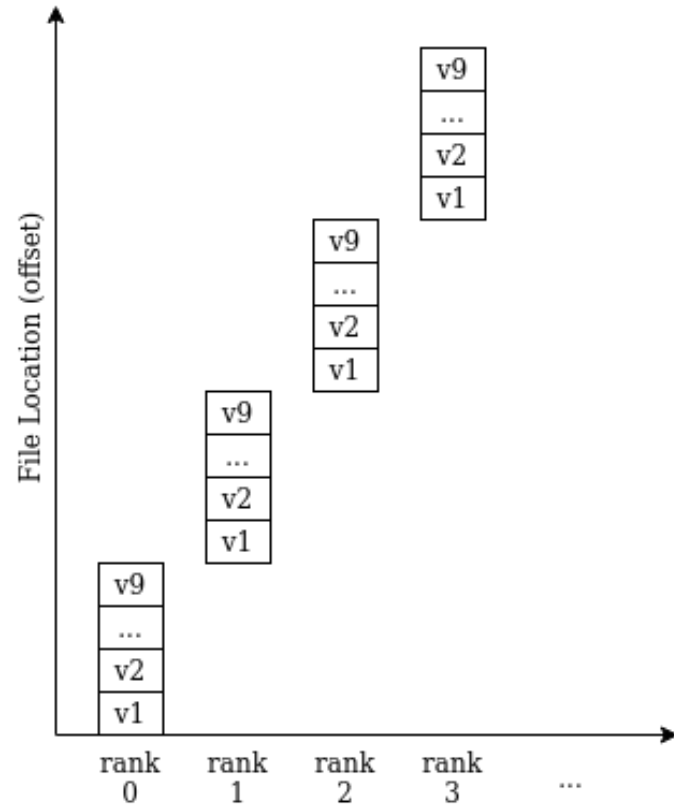 File Location (offset)
v9
...
v2
v1
v9
...
v2
v1
v9
...
v2
v1
v9
...
v2
v1
rank
0
rank
1
rank
2
rank
3
...